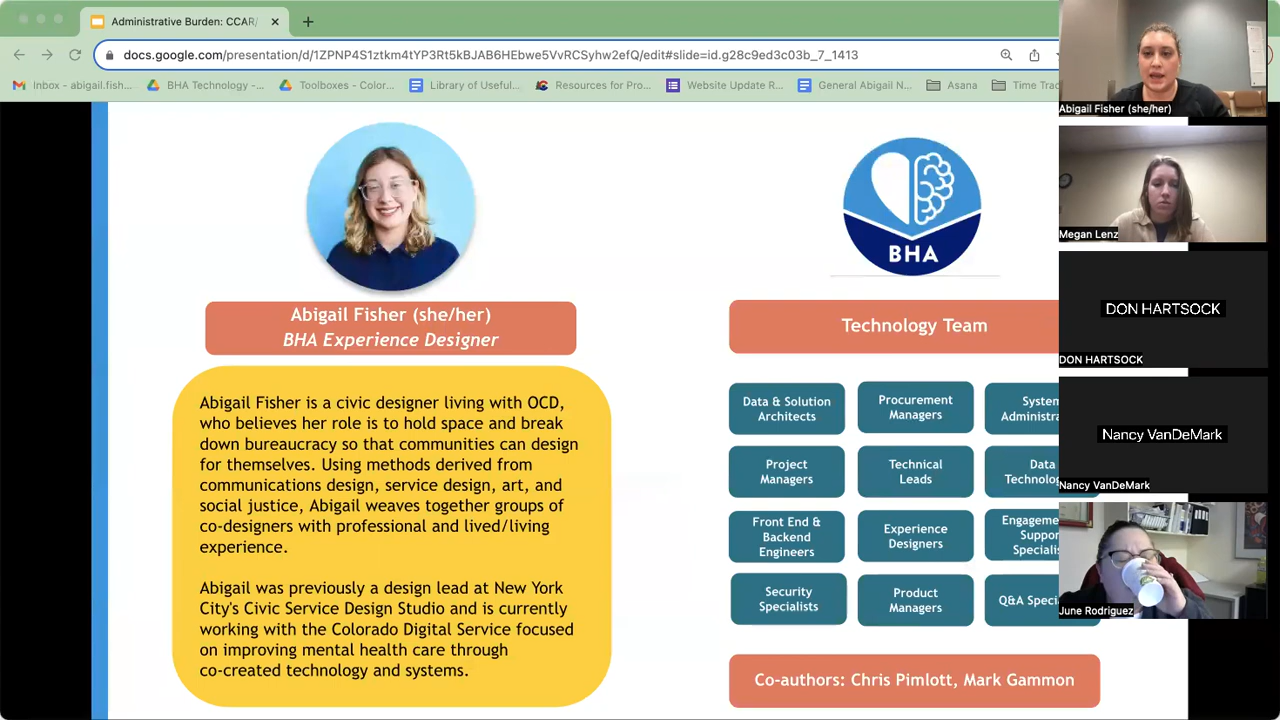 Administrative Burden: CCAR/
docs.google.com/presentation/d/1ZPNP4S1ztkm4tYP3Rt5kBJAB6HEbwe5VvRCSyhw2efQ/edit#slide=id.g28c9ed3c03b_7_1413
Inbox - abigail.fish...
BHA Technology -...
Toolboxes - Color...
Library of Useful...
Resources for Pro...
Website Update R...
General Abigail N...
Asana
Time Trac
Abigail Fisher (she/her)
Megan Lenz
DON HARTSOCK
DON HARTSOCK
Nancy VanDeMark
Nancy VanDeMark
June Rodriguez
Abigail Fisher (she/her)
BHA Experience Designer
Abigail Fisher is a civic designer living with OCD,
who believes her role is to hold space and break
down bureaucracy so that communities can design
for themselves. Using methods derived from
communications design, service design, art, and
social justice, Abigail weaves together groups of
co-designers with professional and lived/living
experience.
Abigail was previously a design lead at New York
City's Civic Service Design Studio and is currently
working with the Colorado Digital Service focused
on improving mental health care through
co-created technology and systems.
BHA
Technology Team
Data & Solution
Architects
Procurement
Managers
System
Administra
Project
Managers
Technical
Leads
Data
Technolog
Front End &
Backend
Engineers
Experience
Designers
Engageme
Suppor
Specialis
Security
Specialists
Product
Managers
Q&A Specia
Co-authors: Chris Pimlott, Mark Gammon